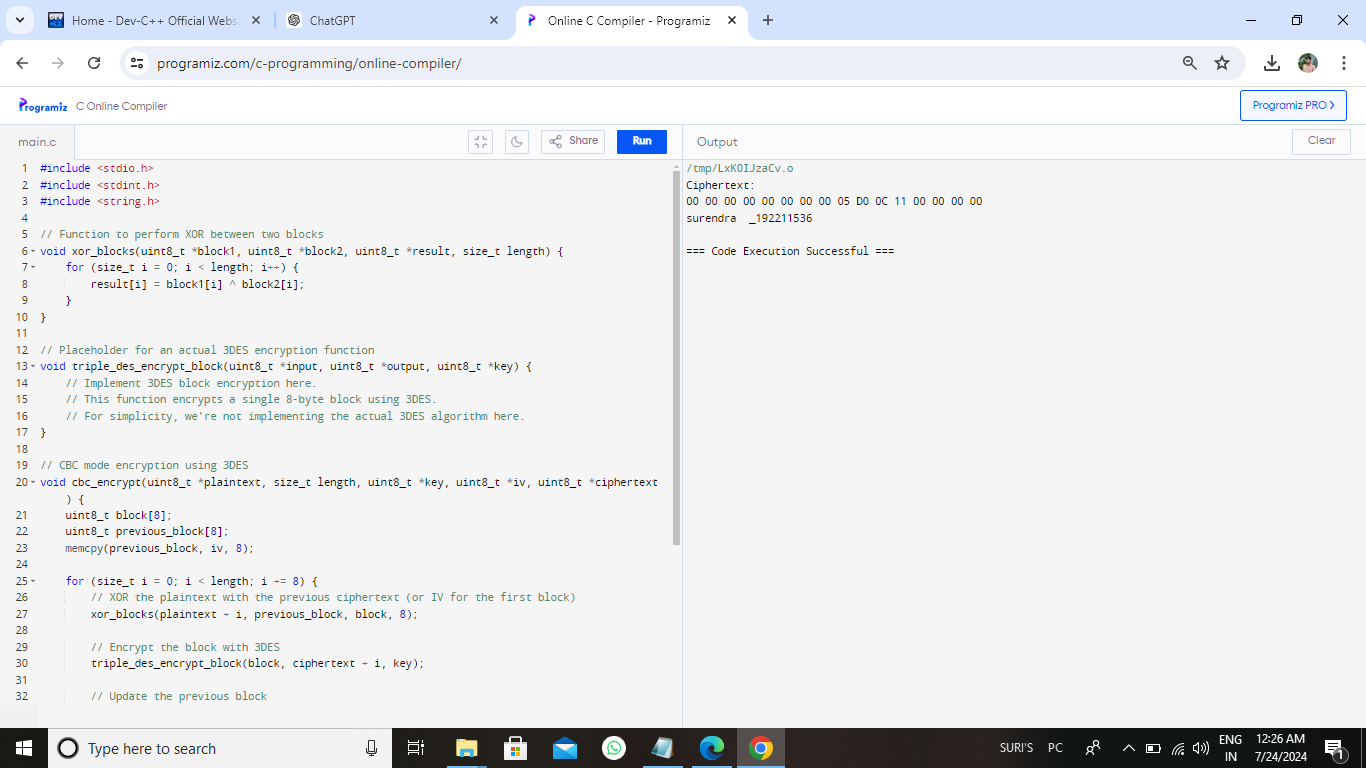 Home - Dev-C++ Official Webs
ChatGPT
Online C Compiler - Programiz
programiz.com/c-programming/online-compiler/
Programiz C Online Compiler
Programiz PRO >
main.c
Share
Run
Output
Clear
1 #include <stdio.h>
2 #include <stdint.h>
3 #include <string.h>
4
5 // Function to perform XOR between two blocks
6 void xor_blocks(uint8_t *block1, uint8_t *block2, uint8_t *result, size_t length) {
7     for (size_t i = 0; i < length; i++) {
8         result[i] = block1[i] ^ block2[i];
9     }
10 }
11
12 // Placeholder for an actual 3DES encryption function
13 void triple_des_encrypt_block(uint8_t *input, uint8_t *output, uint8_t *key) {
14     // Implement 3DES block encryption here.
15     // This function encrypts a single 8-byte block using 3DES.
16     // For simplicity, we're not implementing the actual 3DES algorithm here.
17 }
18
19 // CBC mode encryption using 3DES
20 void cbc_encrypt(uint8_t *plaintext, size_t length, uint8_t *key, uint8_t *iv, uint8_t *ciphertext
) {
21     uint8_t block[8];
22     uint8_t previous_block[8];
23     memcpy(previous_block, iv, 8);
24
25     for (size_t i = 0; i < length; i += 8) {
26         // XOR the plaintext with the previous ciphertext (or IV for the first block)
27         xor_blocks(plaintext + i, previous_block, block, 8);
28
29         // Encrypt the block with 3DES
30         triple_des_encrypt_block(block, ciphertext + i, key);
31
32         // Update the previous block
/tmp/LxK0IJzaCv.o
Ciphertext:
00 00 00 00 00 00 00 00 05 D0 0C 11 00 00 00 00
surendra  _192211536
=== Code Execution Successful ===
Type here to search
SURI'S PC
ENG
IN
12:26 AM
7/24/2024
1